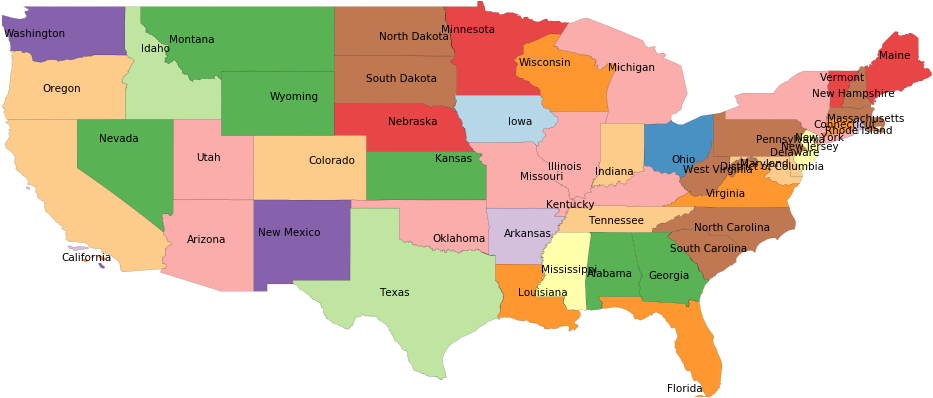 Washington
Idaho
Montana
North Dakota
Minnesota
Wisconsin
Michigan
Vermont
Maine
Oregon
Wyoming
South Dakota
New Hampshire
Nevada
Nebraska
Iowa
Massachusetts
Connecticut
Rhode Island
Pennsylvania
New York
New Jersey
Utah
Colorado
Kansas
Missouri
Illinois
Indiana
Ohio
West Virginia
Maryland
Delaware
District of Columbia
Virginia
Kentucky
California
Arizona
New Mexico
Oklahoma
Arkansas
Tennessee
North Carolina
South Carolina
Texas
Louisiana
Mississippi
Alabama
Georgia
Florida